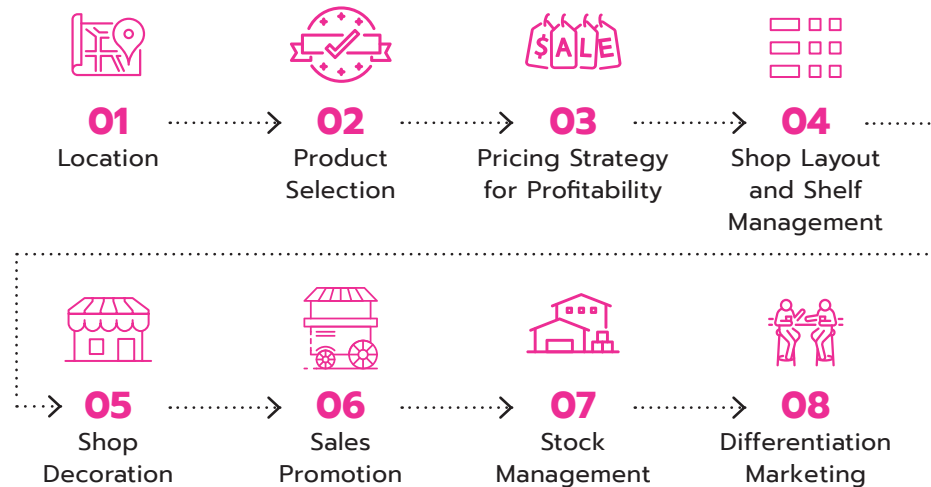 $ALE
01
Location
02
Product
Selection
03
Pricing Strategy
for Profitability
04
Shop Layout
and Shelf
Management
05
Shop
Decoration
06
Sales
Promotion
07
Stock
Management
08
Differentiation
Marketing